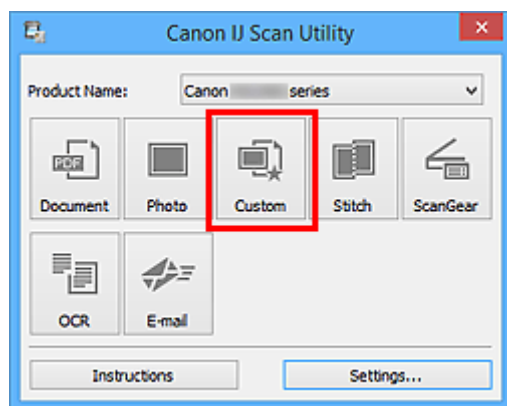 Canon IJ Scan Utility
Product Name: Canon series
PDF
Document Photo Custom Stitch ScanGear
OCR E-mail
Instructions Settings...